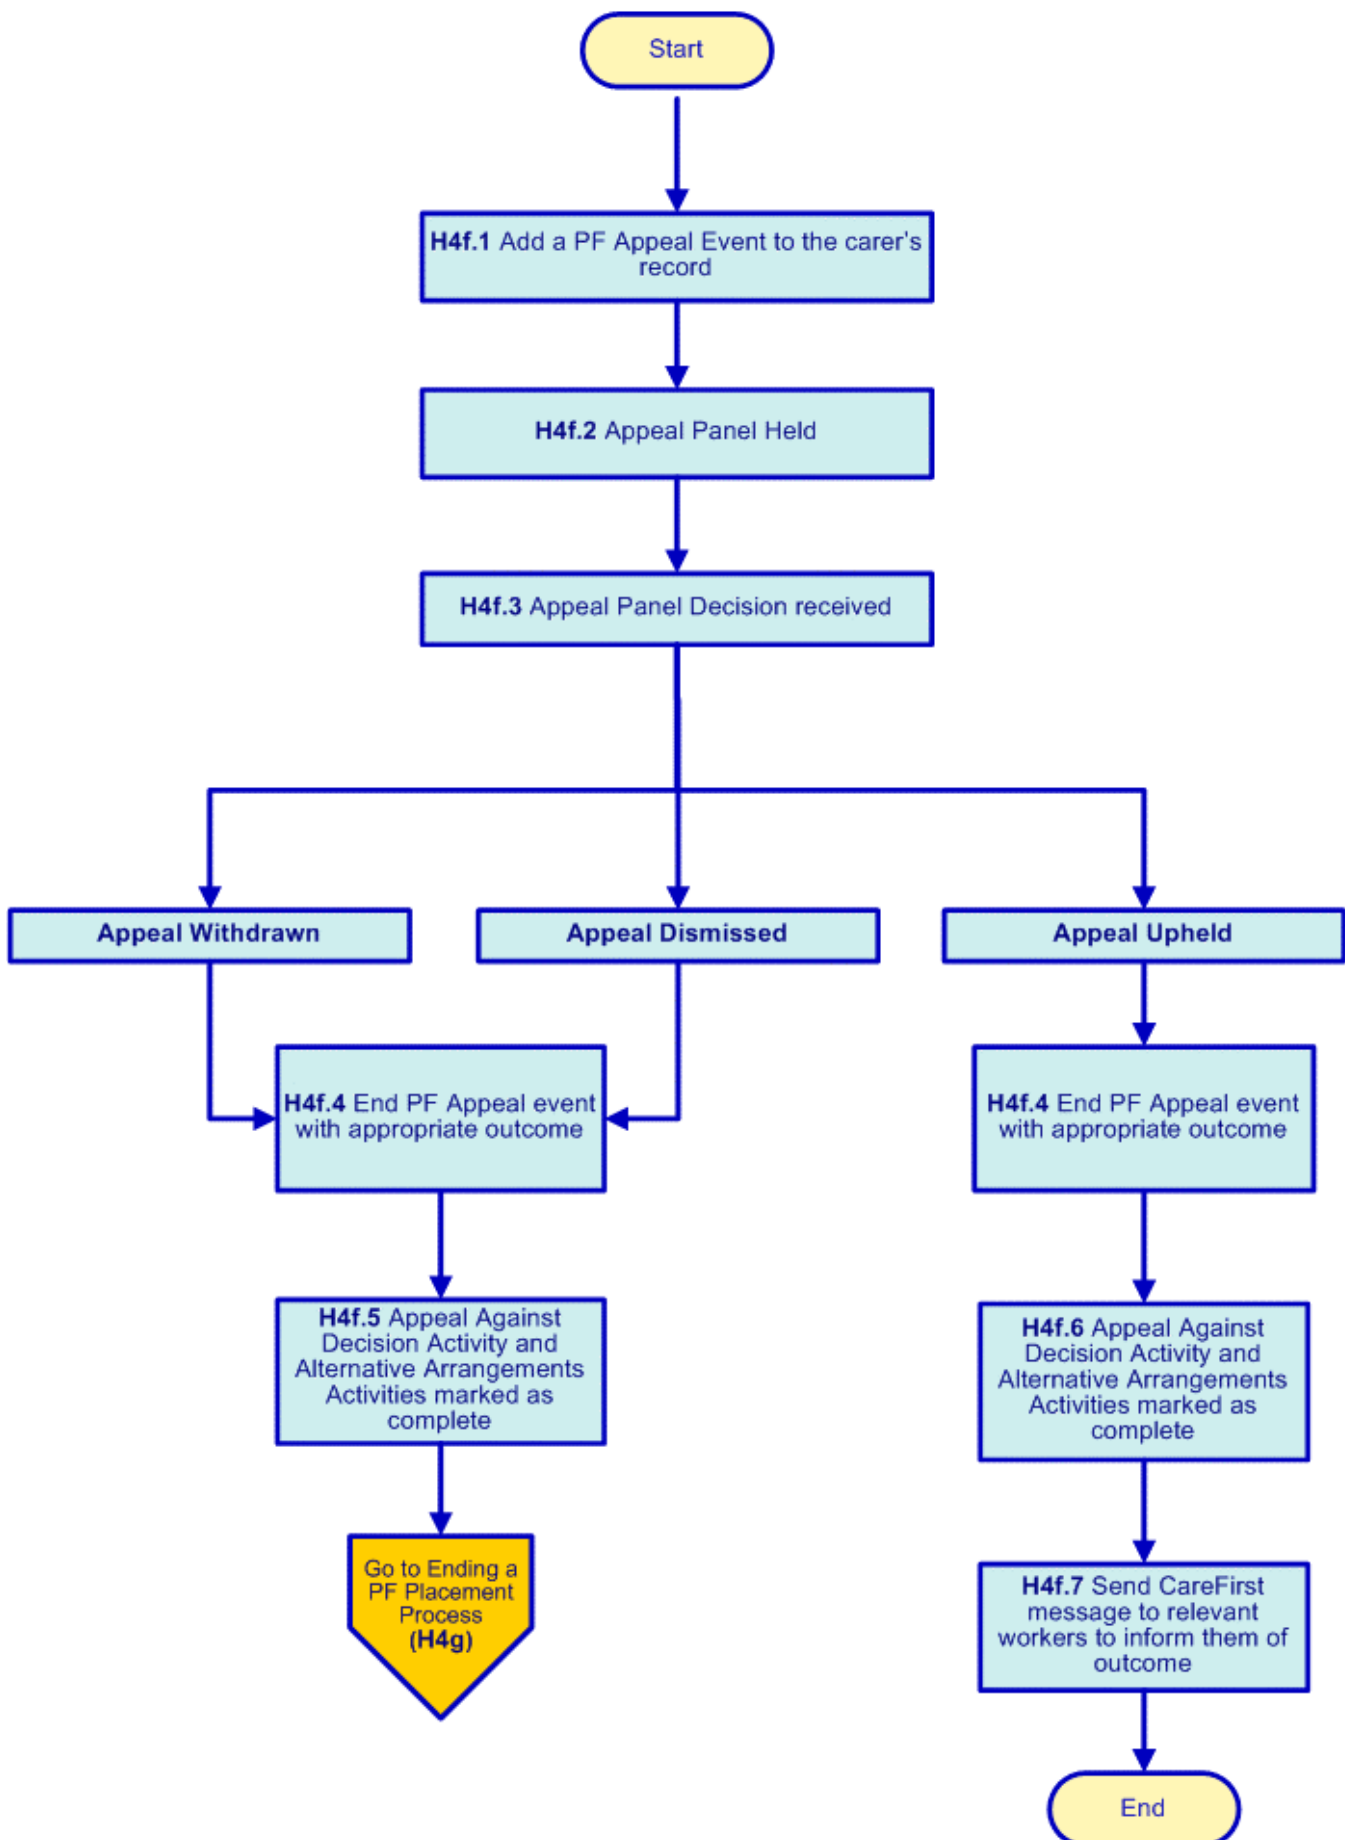 Start
H4f.1 Add a PF Appeal Event to the carer's
record
H4f.2 Appeal Panel Held
H4f.3 Appeal Panel Decision received
Appeal Withdrawn
Appeal Dismissed
Appeal Upheld
H4f.4 End PF Appeal event
with appropriate outcome
H4f.4 End PF Appeal event
with appropriate outcome
H4f.5 Appeal Against
Decision Activity and
Alternative Arrangements
Activities marked as
complete
H4f.6 Appeal Against
Decision Activity and
Alternative Arrangements
Activities marked as
complete
Go to Ending a
PF Placement
Process
(H4g)
H4f.7 Send CareFirst
message to relevant
workers to inform them of
outcome
End